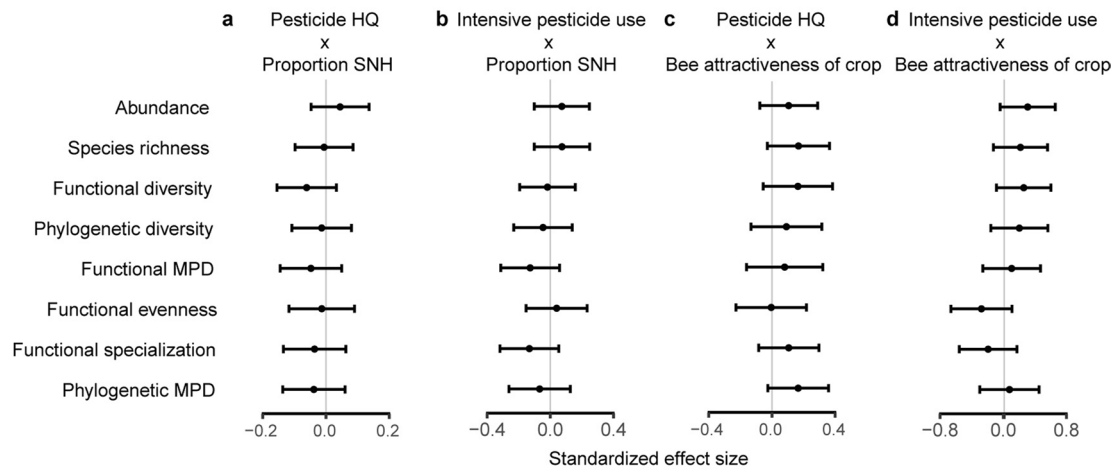 a Pesticide HQ
x
Proportion SNH
b Intensive pesticide use
x
Proportion SNH
c Pesticide HQ
x
Bee attractiveness of crop
d Intensive pesticide use
x
Bee attractiveness of crop
Abundance
Species richness
Functional diversity
Phylogenetic diversity
Functional MPD
Functional evenness
Functional specialization
Phylogenetic MPD
−0.2 0.0 0.2
−0.4 0.0 0.4
−0.4 0.0 0.4
−0.8 0.0 0.8
Standardized effect size